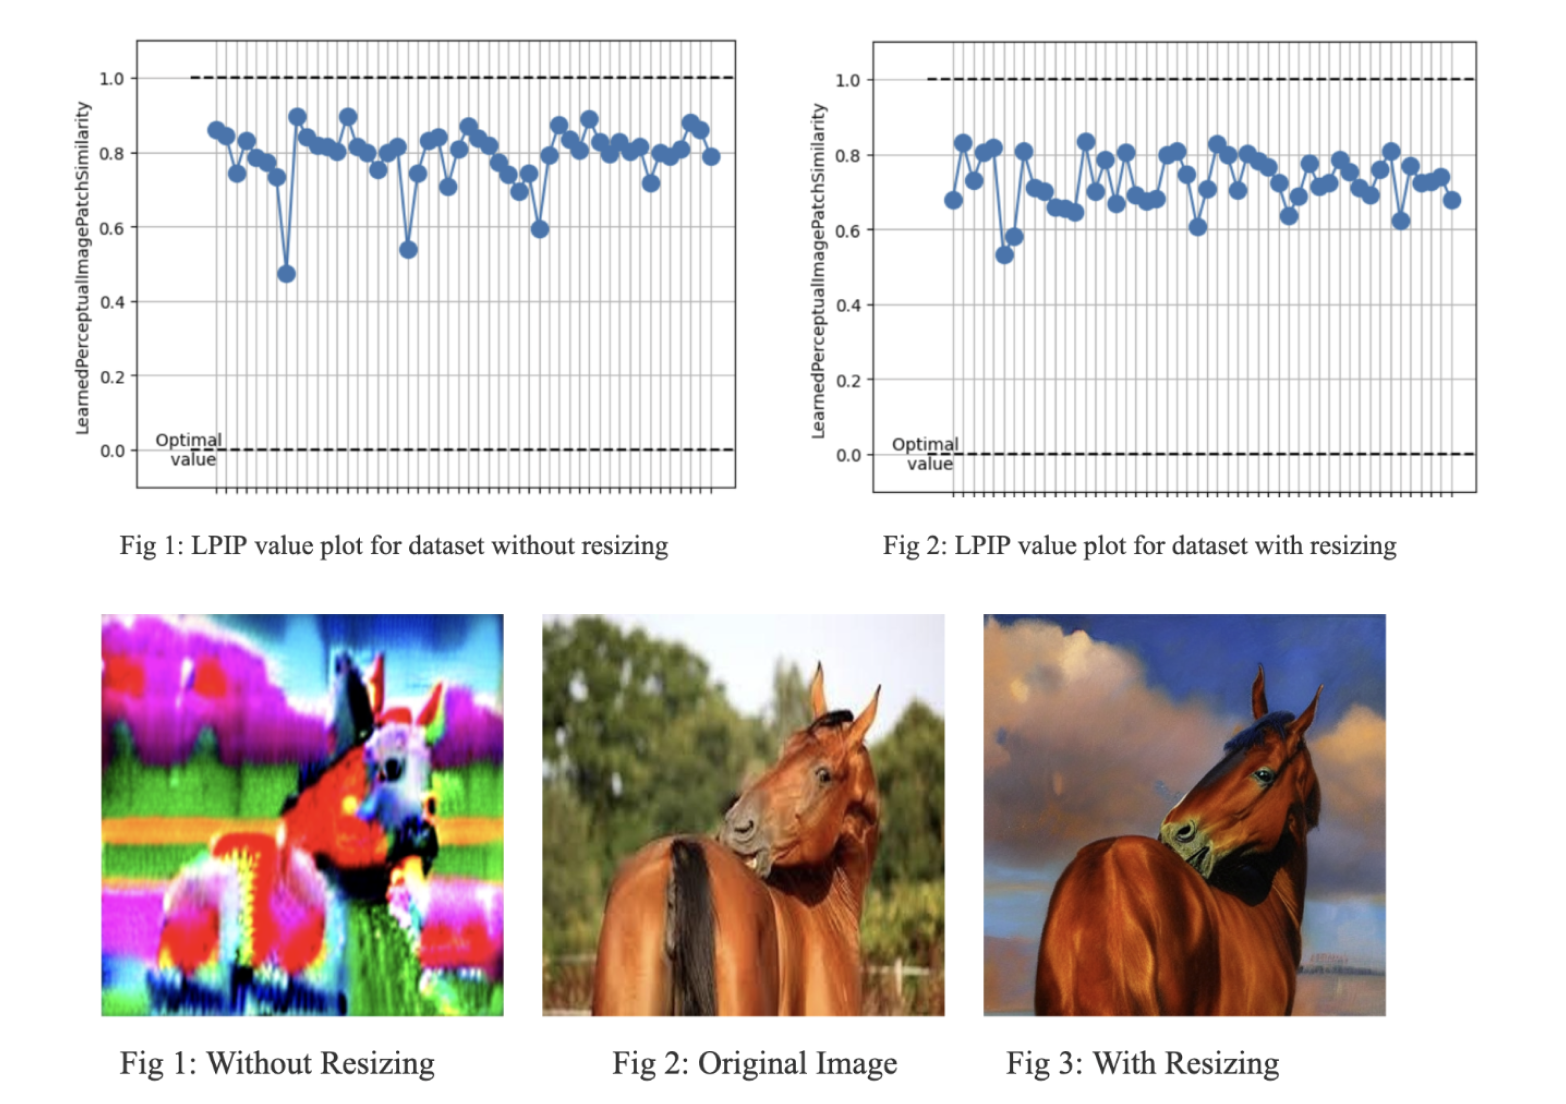 LearnedPerceptualImagePatchSimilarity
1.0
0.8
0.6
0.4
0.2
0.0
Optimal
value
Fig 1: LPIP value plot for dataset without resizing
LearnedPerceptualImagePatchSimilarity
1.0
0.8
0.6
0.4
0.2
0.0
Optimal
value
Fig 2: LPIP value plot for dataset with resizing
Fig 1: Without Resizing
Fig 2: Original Image
Fig 3: With Resizing